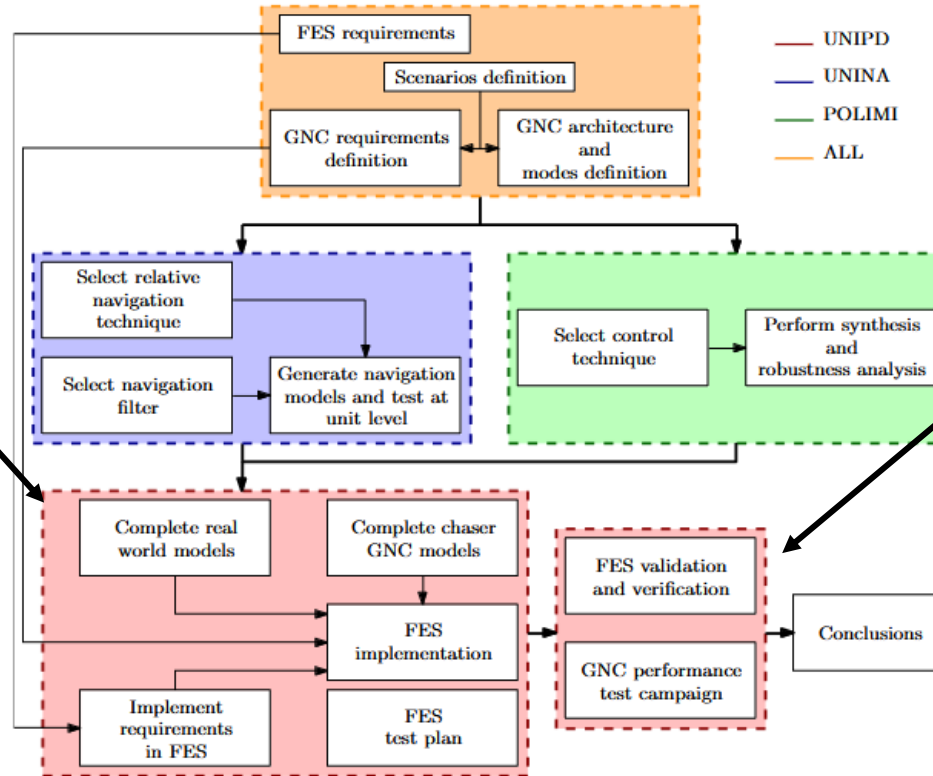 FES requirements
Scenarios definition
GNC requirements
definition
GNC architecture
and
modes definition
UNIPD
UNINA
POLIMI
ALL
Select relative
navigation
technique
Select navigation
filter
Generate navigation
models and test at
unit level
Select control
technique
Perform synthesis
and
robustness analysis
Complete real
world models
Complete chaser
GNC models
FES
implementation
Implement
requirements
in FES
FES
test plan
FES validation
and verification
GNC performance
test campaign
Conclusions